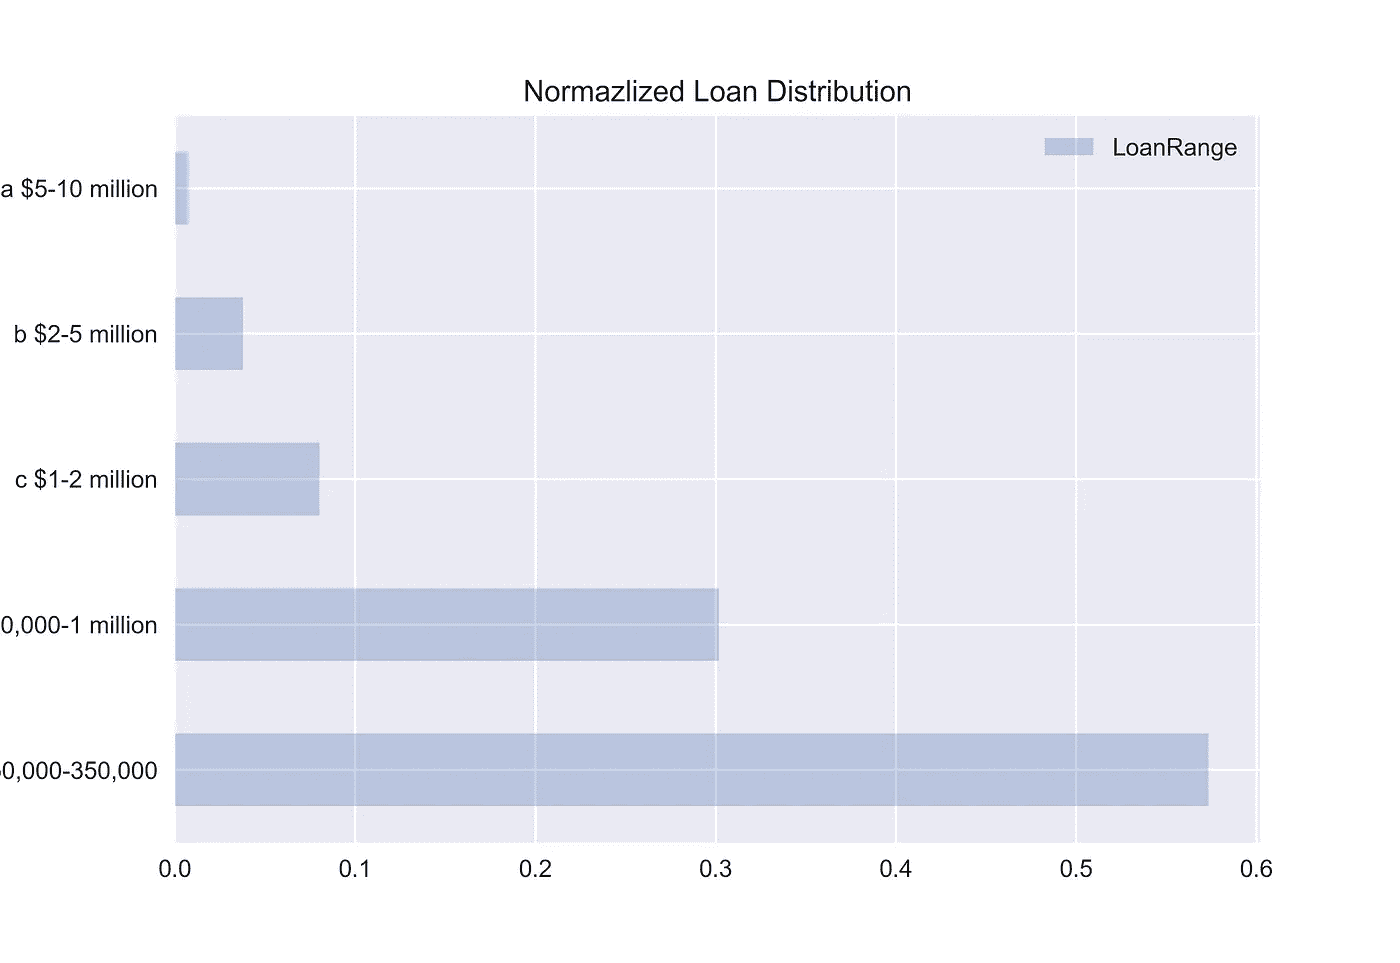 Normazlized Loan Distribution
LoanRange
a $5-10 million
b $2-5 million
c $1-2 million
0,000-1 million
0,000-350,000
0.0 0.1 0.2 0.3 0.4 0.5 0.6